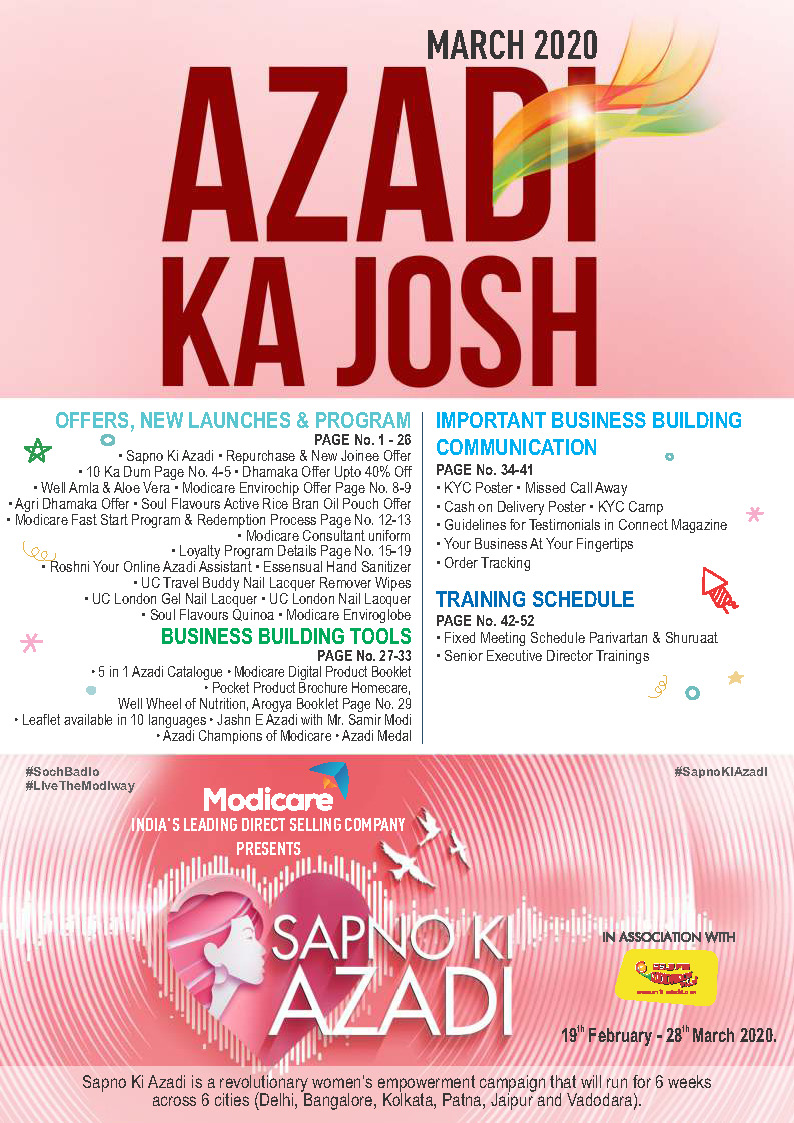 MARCH 2020
AZADI
KA JOSH
OFFERS, NEW LAUNCHES & PROGRAM
PAGE No. 1 - 26
• Sapno Ki Azadi • Repurchase & New Joinee Offer
• 10 Ka Dum Page No. 4-5 • Dhamaka Offer Upto 40% Off
• Well Amla & Aloe Vera • Modicare Envirochip Offer Page No. 8-9
• Agri Dhamaka Offer • Soul Flavours Active Rice Bran Oil Pouch Offer
• Modicare Fast Start Program & Redemption Process Page No. 12-13
• Modicare Consultant uniform
• Loyalty Program Details Page No. 15-19
• Roshni Your Online Azadi Assistant • Essensual Hand Sanitizer
• UC Travel Buddy Nail Lacquer Remover Wipes
• UC London Gel Nail Lacquer • UC London Nail Lacquer
• Soul Flavours Quinoa • Modicare Enviroglobe
BUSINESS BUILDING TOOLS
PAGE No. 27-33
• 5 in 1 Azadi Catalogue • Modicare Digital Product Booklet
• Pocket Product Brochure Homecare,
Well Wheel of Nutrition, Arogya Booklet Page No. 29
• Leaflet available in 10 languages • Jashn E Azadi with Mr. Samir Modi
• Azadi Champions of Modicare • Azadi Medal
IMPORTANT BUSINESS BUILDING
COMMUNICATION
PAGE No. 34-41
• KYC Poster • Missed Call Away
• Cash on Delivery Poster • KYC Camp
• Guidelines for Testimonials in Connect Magazine
• Your Business At Your Fingertips
• Order Tracking
TRAINING SCHEDULE
PAGE No. 42-52
• Fixed Meeting Schedule Parivartan & Shuruaat
• Senior Executive Director Trainings
#SochBadlo
#LiveTheModiway
#SapnoKiAzadi
Modicare
INDIA'S LEADING DIRECT SELLING COMPANY
PRESENTS
SAPNO KI
AZADI
IN ASSOCIATION WITH
19th February - 28th March 2020.
Sapno Ki Azadi is a revolutionary women's empowerment campaign that will run for 6 weeks
across 6 cities (Delhi, Bangalore, Kolkata, Patna, Jaipur and Vadodara).